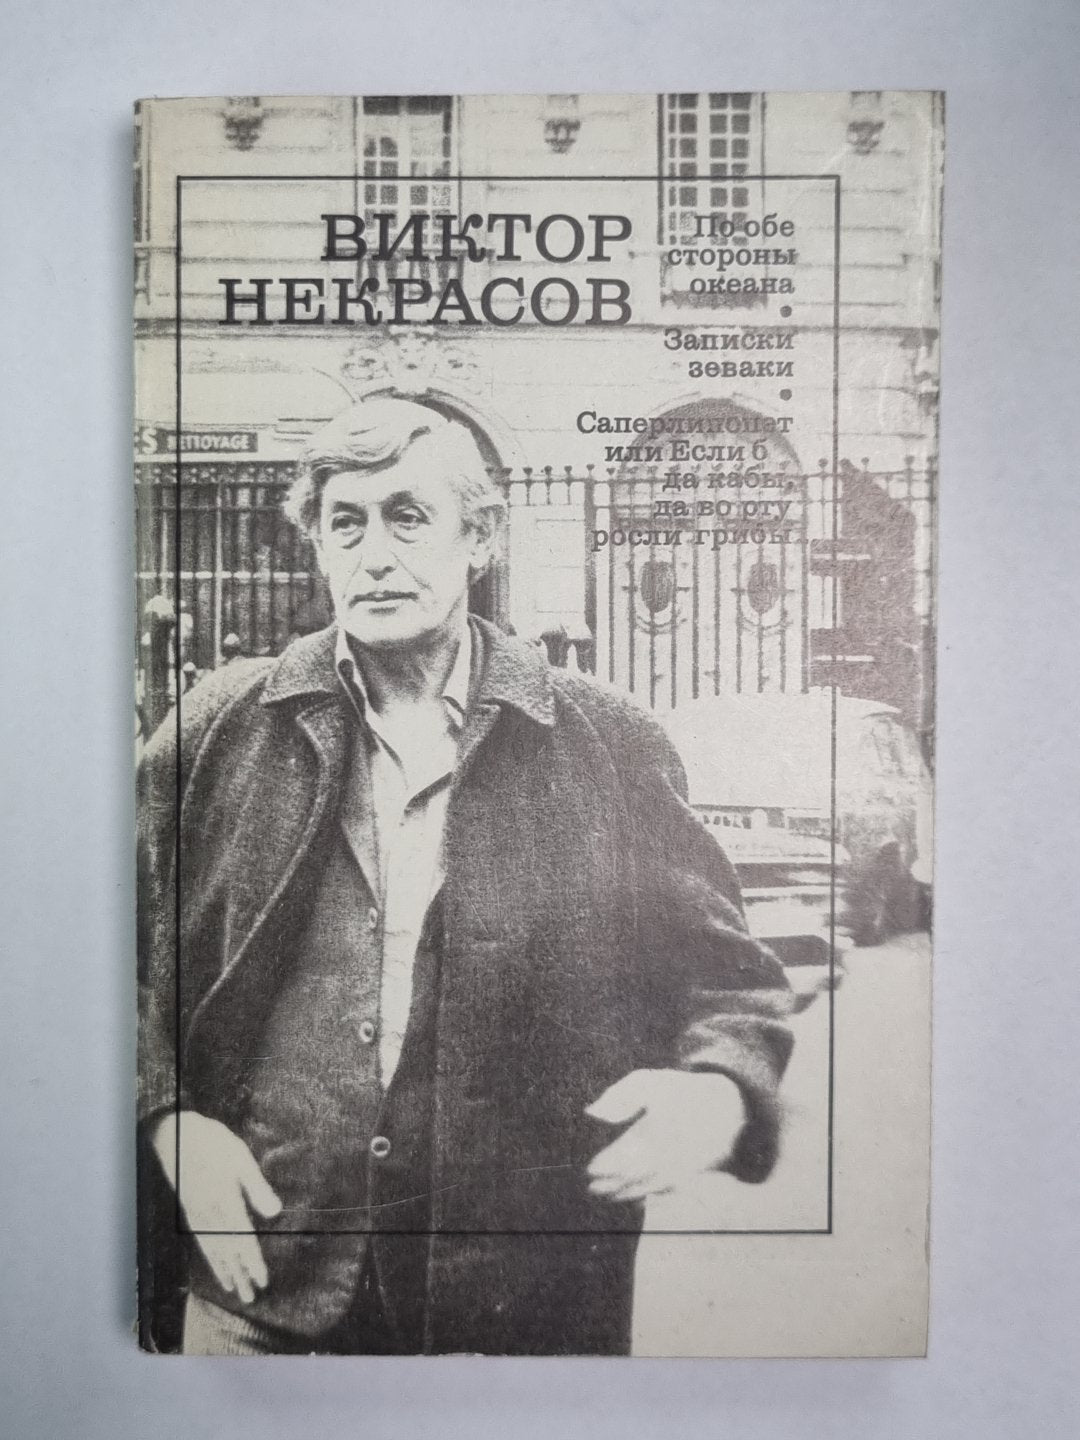 ВИКТОР
НЕКРАСОВ
По обе
стороны
океана
•
Записки
зеваки
•
Саперлипопет
или Если б
да кабы,
да во рту
росли грибы...
ES NETTOYAGE